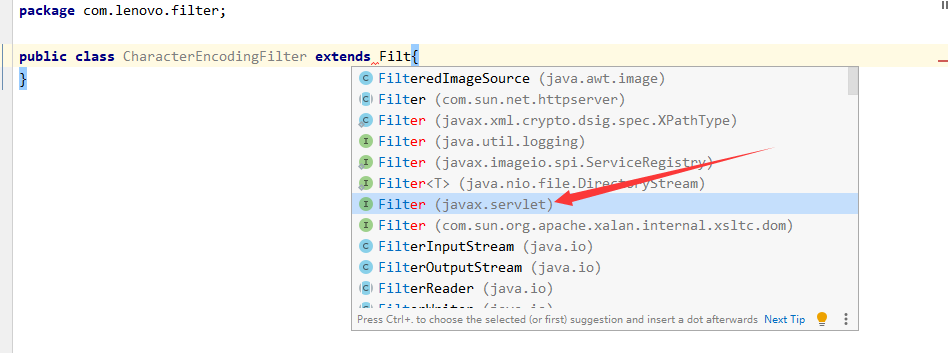 package com.lenovo.filter;
public class CharacterEncodingFilter extends Filt{
}
FilteredImageSource (java.awt.image)
Filter (com.sun.net.httpserver)
Filter (javax.xml.crypto.dsig.spec.XPathType)
Filter (java.util.logging)
Filter (javax.imageio.spi.ServiceRegistry)
Filter<T> (java.nio.file.DirectoryStream)
Filter (javax.servlet)
Filter (com.sun.org.apache.xalan.internal.xsltc.dom)
FilterInputStream (java.io)
FilterOutputStream (java.io)
FilterReader (java.io)
FilterWriter (java.io)
Press Ctrl+. to choose the selected (or first) suggestion and insert a dot afterwards Next Tip